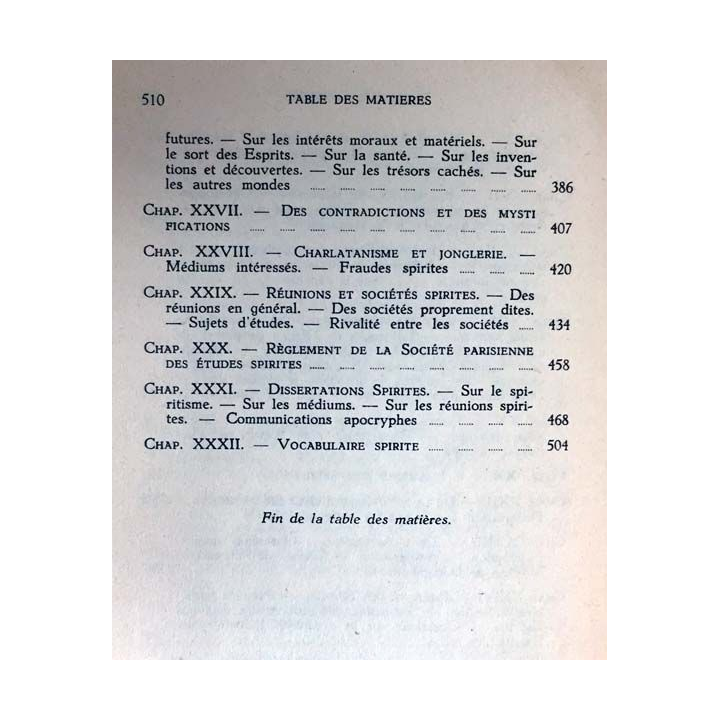 510 TABLE DES MATIERES
futures. — Sur les intérêts moraux et matériels. — Sur
le sort des Esprits. — Sur la santé. — Sur les inven-
tions et découvertes. — Sur les trésors cachés. — Sur
les autres mondes ...... ...... ...... ...... ...... ...... 386
CHAP. XXVII. — DES CONTRADICTIONS ET DES MYSTI
FICATIONS ...... ...... ...... ...... ...... ...... ...... 407
CHAP. XXVIII. — CHARLATANISME ET JONGLERIE. —
Médiums intéressés. — Fraudes spirites ...... ...... ...... 420
CHAP. XXIX. — RÉUNIONS ET SOCIÉTÉS SPIRITES. — Des
réunions en général. — Des sociétés proprement dites.
— Sujets d'études. — Rivalité entre les sociétés ...... 434
CHAP. XXX. — RÈGLEMENT DE LA SOCIÉTÉ PARISIENNE
DES ÉTUDES SPIRITES ...... ...... ...... ...... ...... ...... 458
CHAP. XXXI. — DISSERTATIONS SPIRITES. — Sur le spi-
ritisme. — Sur les médiums. — Sur les réunions spiri-
tes. — Communications apocryphes ...... ...... ...... ...... 468
CHAP. XXXII. — VOCABULAIRE SPIRITE ...... ...... ...... ...... 504
Fin de la table des matières.